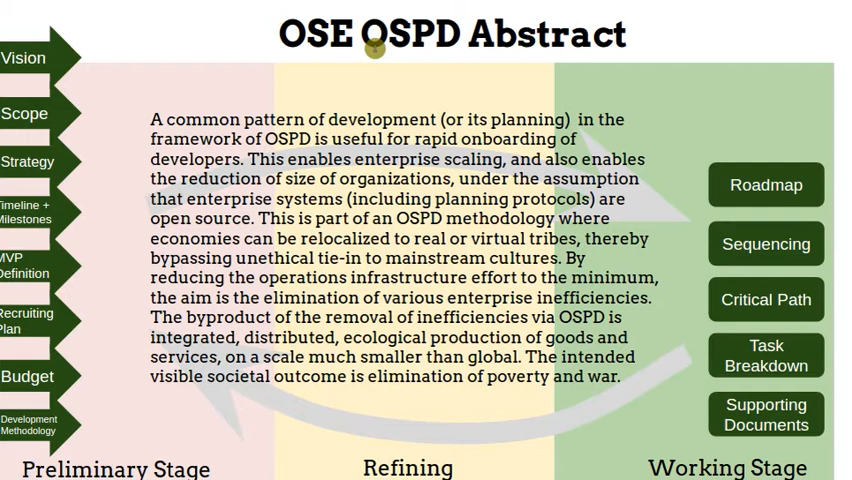 OSE OSPD Abstract
Vision
Scope
Strategy
Timeline +
Milestones
MVP
Definition
Recruiting
Plan
Budget
Development
Methodology
A common pattern of development (or its planning) in the
framework of OSPD is useful for rapid onboarding of
developers. This enables enterprise scaling, and also enables
the reduction of size of organizations, under the assumption
that enterprise systems (including planning protocols) are
open source. This is part of an OSPD methodology where
economies can be relocalized to real or virtual tribes, thereby
bypassing unethical tie-in to mainstream cultures. By
reducing the operations infrastructure effort to the minimum,
the aim is the elimination of various enterprise inefficiencies.
The byproduct of the removal of inefficiencies via OSPD is
integrated, distributed, ecological production of goods and
services, on a scale much smaller than global. The intended
visible societal outcome is elimination of poverty and war.
Roadmap
Sequencing
Critical Path
Task
Breakdown
Supporting
Documents
Preliminary Stage
Refining
Working Stage